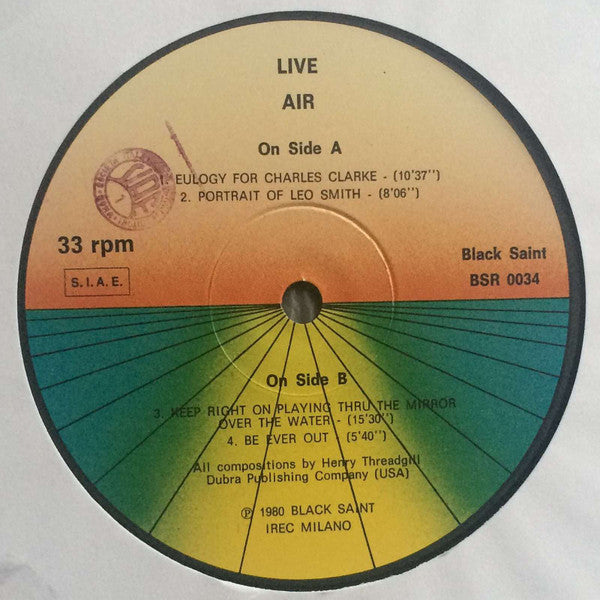 LIVE
AIR
On Side A
1. EULOGY FOR CHARLES CLARKE - (10'37'')
2. PORTRAIT OF LEO SMITH - (8'06'')
33 rpm
S.I.A.E.
Black Saint
BSR 0034
On Side B
3. KEEP RIGHT ON PLAYING THRU THE MIRROR
OVER THE WATER - (15'30'')
4. BE EVER OUT - (5'40'')
All compositions by Henry Threadgill
Dubra Publishing Company (USA)
℗ 1980 BLACK SAINT
IREC MILANO